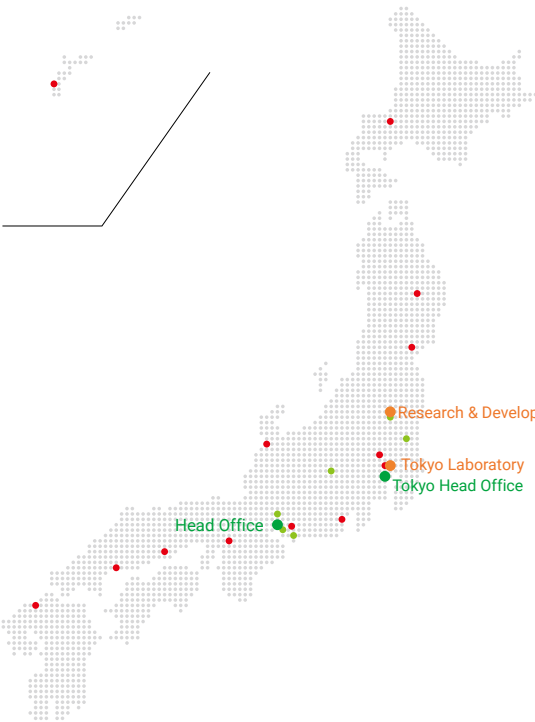 Research & Develop
Tokyo Laboratory
Tokyo Head Office
Head Office